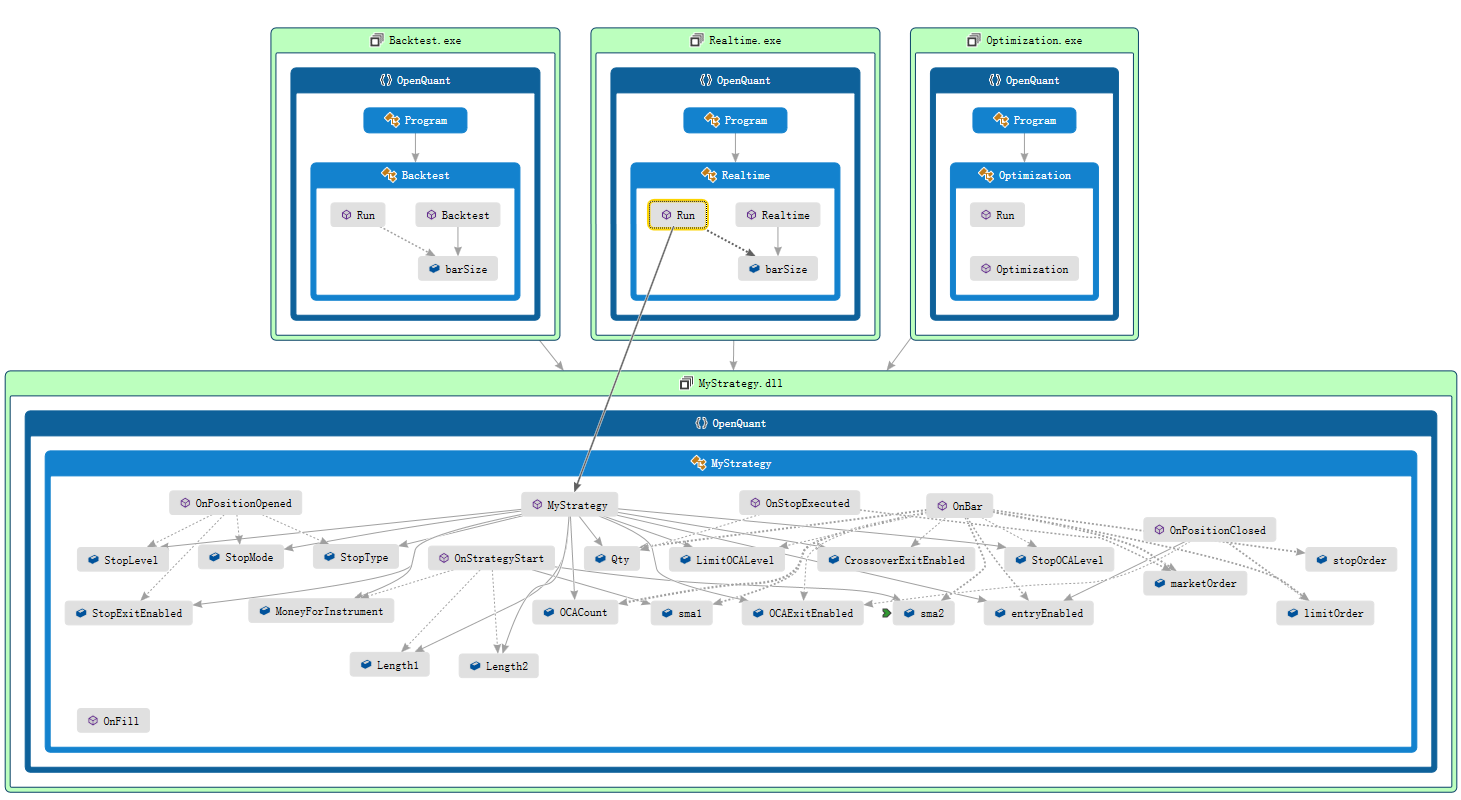 Backtest.exe
Realtime.exe
Optimization.exe
OpenQuant
OpenQuant
OpenQuant
Program
Program
Program
Backtest
Realtime
Optimization
Run
Backtest
Run
Realtime
Run
barSize
barSize
Optimization
MyStrategy.dll
OpenQuant
MyStrategy
OnPositionOpened
MyStrategy
OnStopExecuted
OnBar
OnPositionClosed
StopLevel
StopMode
StopType
OnStrategyStart
Qty
LimitOCALevel
CrossoverExitEnabled
StopOCALevel
stopOrder
marketOrder
StopExitEnabled
MoneyForInstrument
OCACount
sma1
OCAExitEnabled
sma2
entryEnabled
limitOrder
Length1
Length2
OnFill